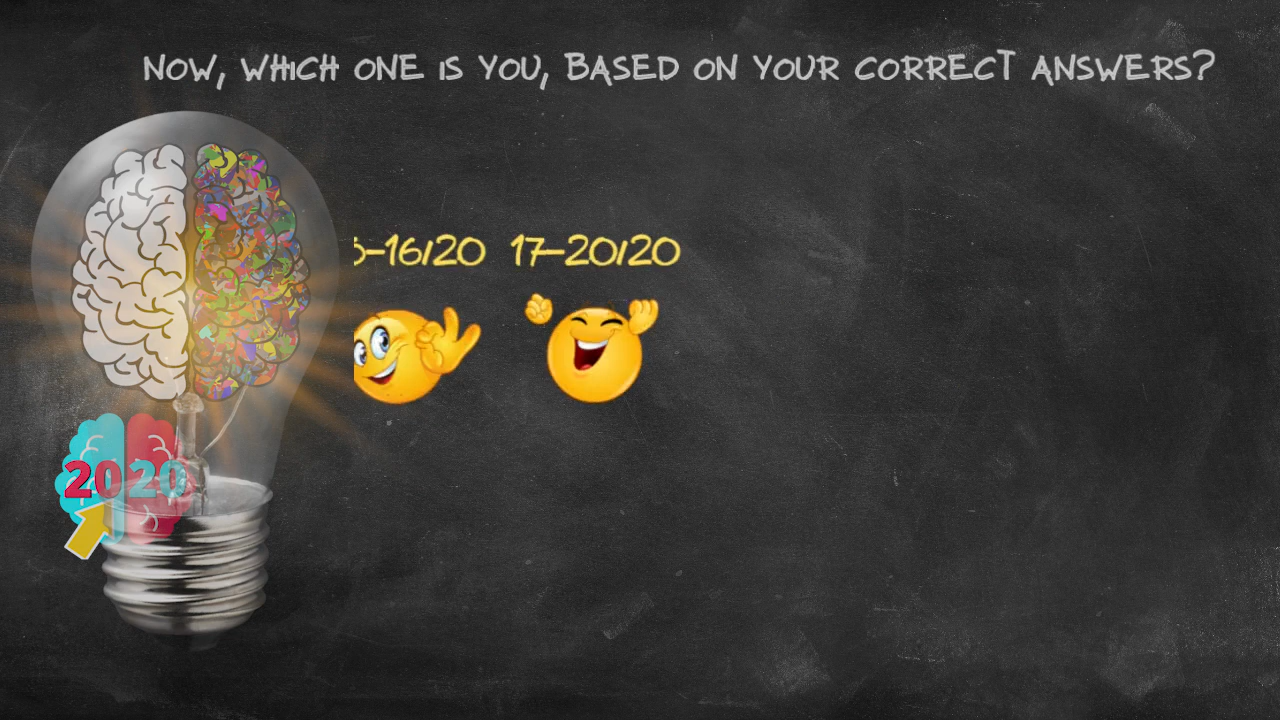 NOW, WHICH ONE IS YOU, BASED ON YOUR CORRECT ANSWERS?
-16/20 17-20/20
2020